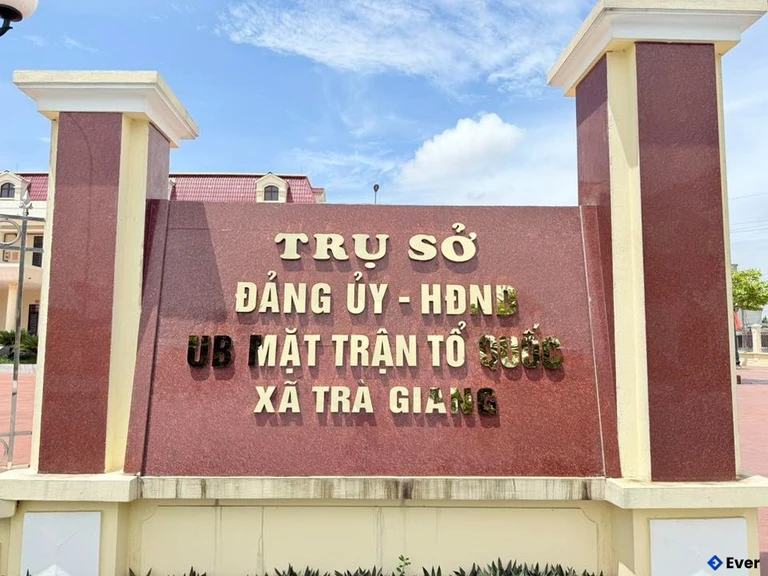 TRỤ SỞ
ĐẢNG ỦY - HĐND
UB MẶT TRẬN TỔ QUỐC
XÃ TRÀ GIANG
Ever